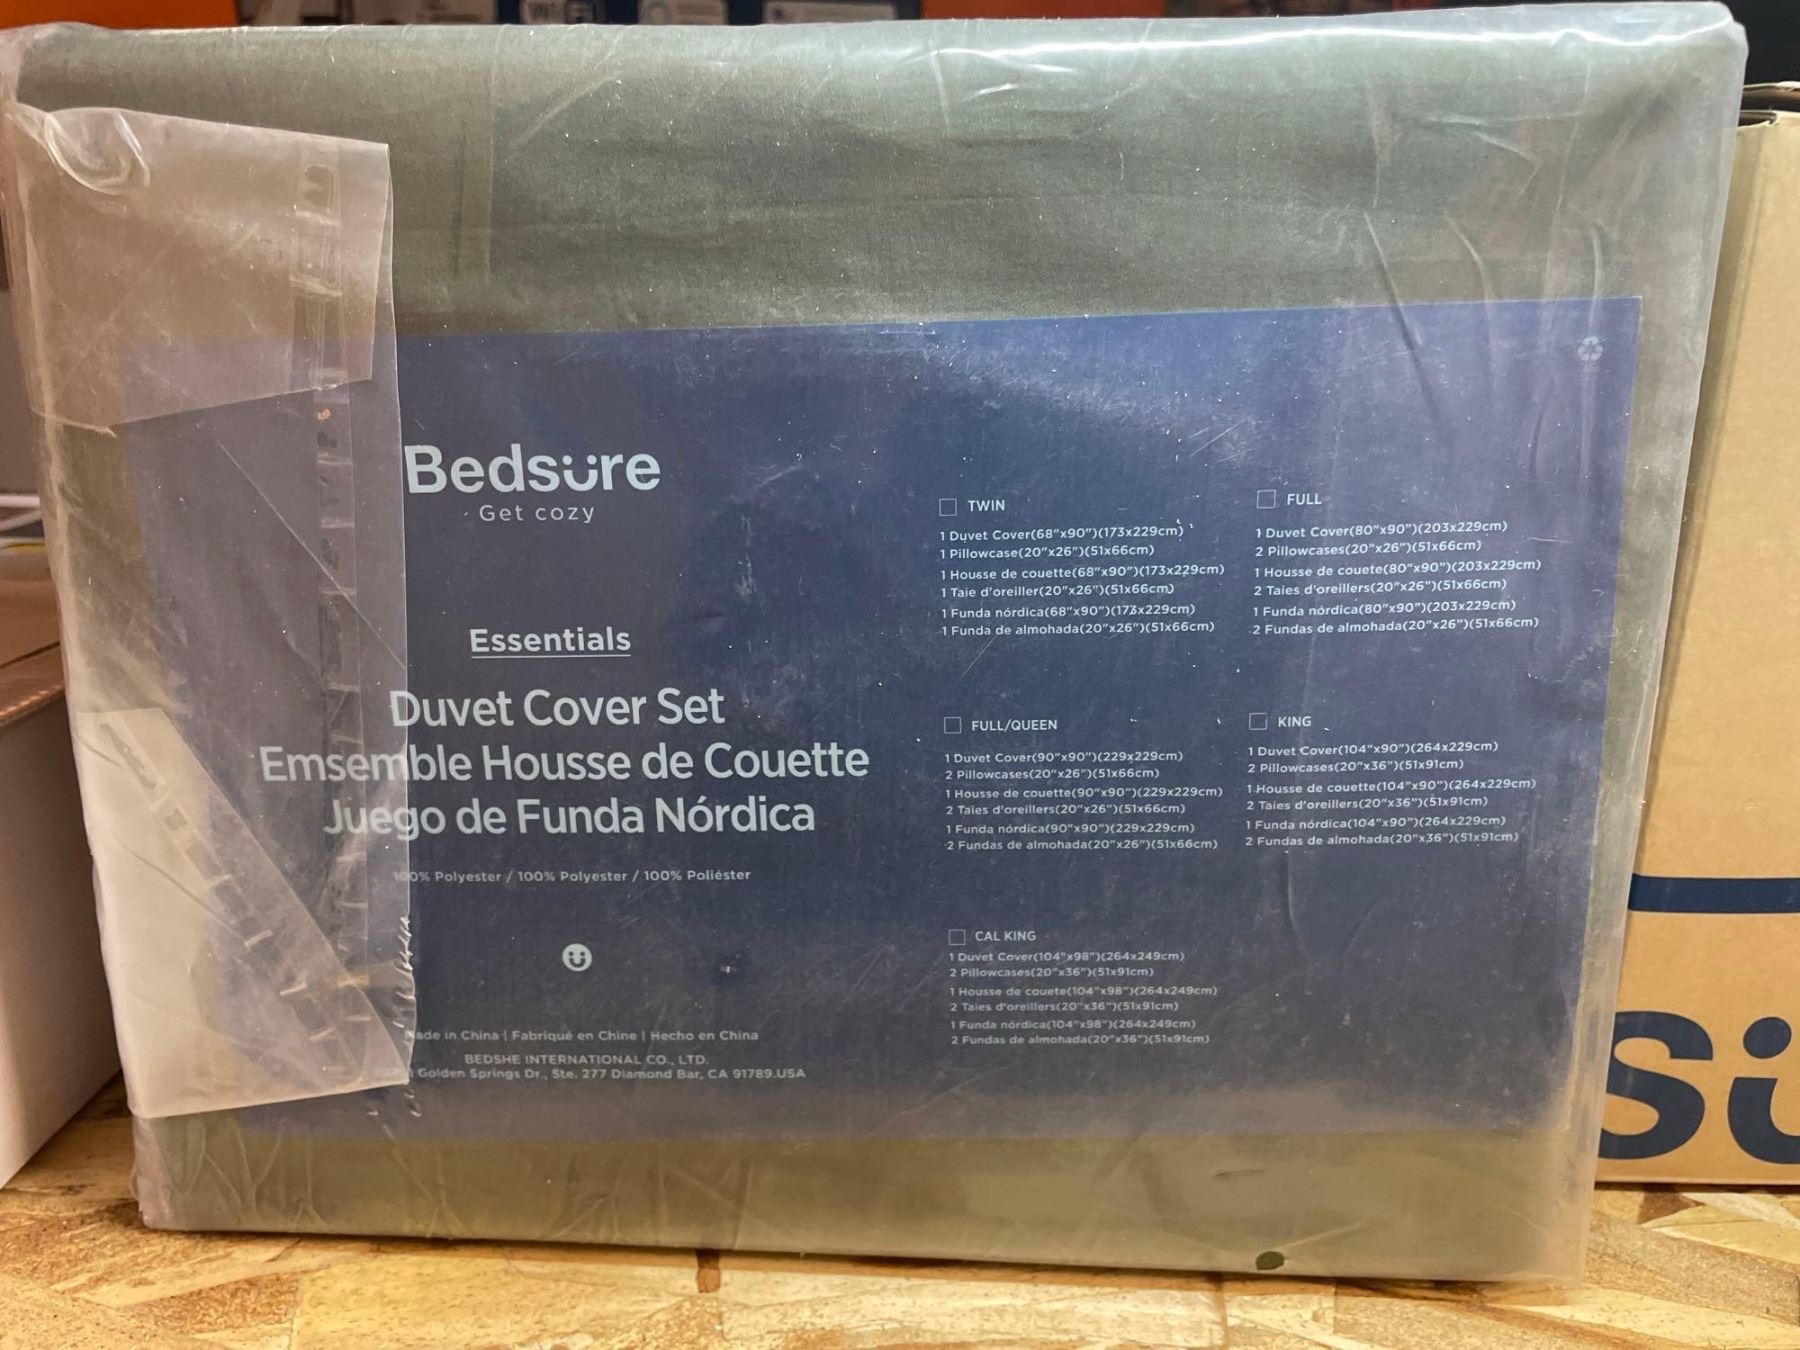 Bedsure
Get cozy
Essentials
Duvet Cover Set
Emsemble Housse de Couette
Juego de Funda Nórdica
100% Polyester / 100% Polyester / 100% Poliéster
Made in China | Fabriqué en Chine | Hecho en China
BEDSHE INTERNATIONAL CO., LTD.
Golden Springs Dr., Ste. 277 Diamond Bar, CA 91789.USA
TWIN
1 Duvet Cover(68"x90")(173x229cm)
1 Pillowcase(20"x26")(51x66cm)
1 Housse de couette(68"x90")(173x229cm)
1 Taie d'oreiller(20"x26")(51x66cm)
1 Funda nórdica(68"x90")(173x229cm)
1 Funda de almohada(20"x26")(51x66cm)
FULL
1 Duvet Cover(80"x90")(203x229cm)
2 Pillowcases(20"x26")(51x66cm)
1 Housse de couete(80"x90")(203x229cm)
2 Taies d'oreillers(20"x26")(51x66cm)
1 Funda nórdica(80"x90")(203x229cm)
2 Fundas de almohada(20"x26")(51x66cm)
FULL/QUEEN
1 Duvet Cover(90"x90")(229x229cm)
2 Pillowcases(20"x26")(51x66cm)
1 Housse de couette(90"x90")(229x229cm)
2 Taies d'oreillers(20"x26")(51x66cm)
1 Funda nórdica(90"x90")(229x229cm)
2 Fundas de almohada(20"x26")(51x66cm)
KING
1 Duvet Cover(104"x90")(264x229cm)
2 Pillowcases(20"x36")(51x91cm)
1 Housse de couette(104"x90")(264x229cm)
2 Taies d'oreillers(20"x36")(51x91cm)
1 Funda nórdica(104"x90")(264x229cm)
2 Fundas de almohada(20"x36")(51x91cm)
CAL KING
1 Duvet Cover(104"x98")(264x249cm)
2 Pillowcases(20"x36")(51x91cm)
1 Housse de couete(104"x98")(264x249cm)
2 Taies d'oreillers(20"x36")(51x91cm)
1 Funda nórdica(104"x98")(264x249cm)
2 Fundas de almohada(20"x36")(51x91cm)